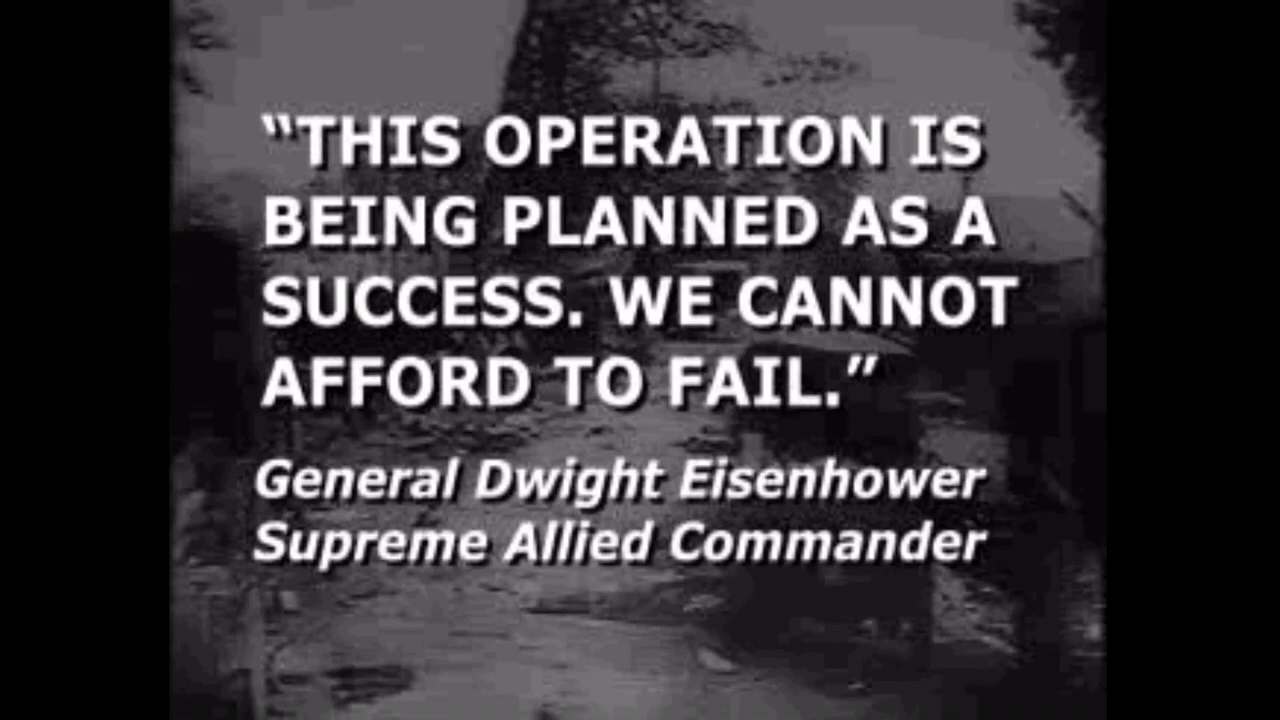 “THIS OPERATION IS
BEING PLANNED AS A
SUCCESS. WE CANNOT
AFFORD TO FAIL.”
General Dwight Eisenhower
Supreme Allied Commander